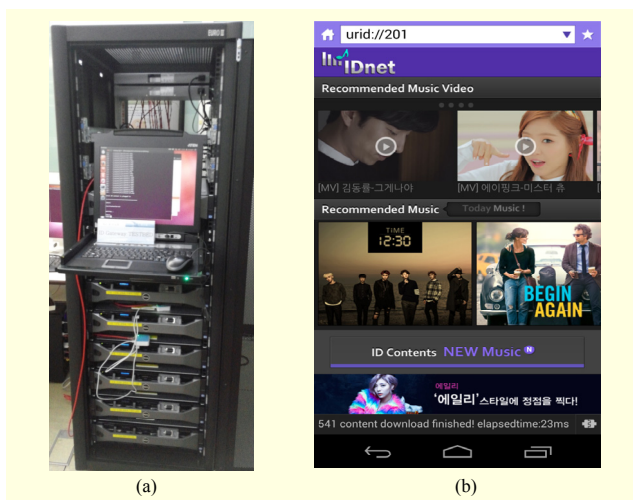 urid://201
IDnet
Recommended Music Video
[MV] 김동률-그게나야
[MV] 에이핑크-미스터 츄
Recommended Music
Today Music !
TIME
12:30
BEGIN
AGAIN
ID Contents NEW Music N
에일리
'에일리'스타일에 정점을 찍다!
541 content download finished! elapsedtime:23ms
(a)
(b)